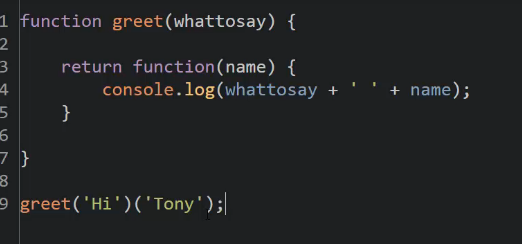 1 function greet(whattosay) {
2
3     return function(name) {
4         console.log(whattosay + ' ' + name);
5     }
6
7 }
8
9 greet('Hi')('Tony');